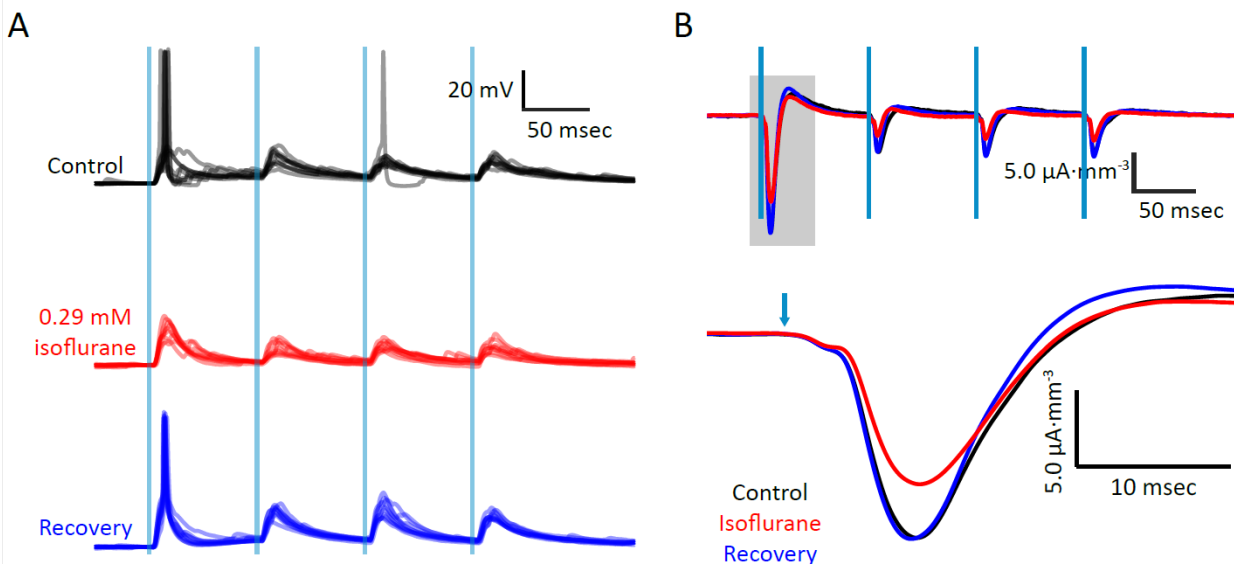 A
20 mV
50 msec
Control
0.29 mM
isoflurane
Recovery
B
5.0 µA·mm⁻³
50 msec
5.0 µA·mm⁻³
10 msec
Control
Isoflurane
Recovery